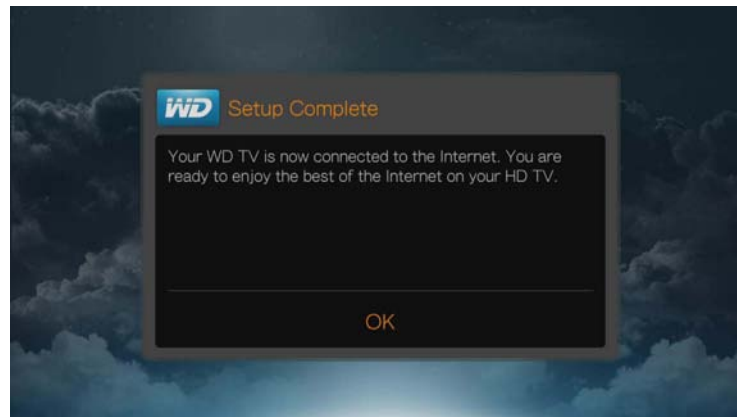 WD Setup Complete
Your WD TV is now connected to the Internet. You are
ready to enjoy the best of the Internet on your HD TV.
OK